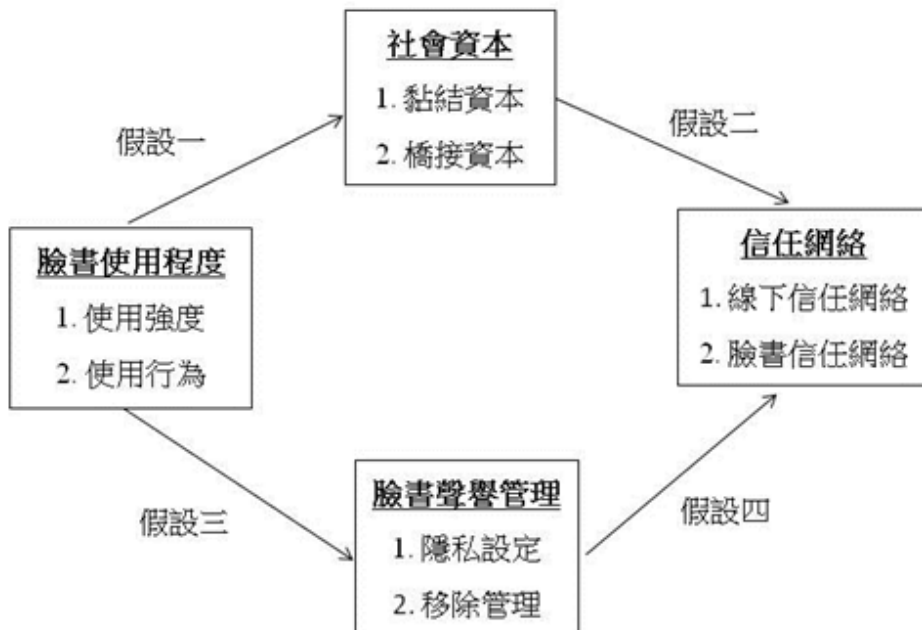 社會資本
1. 黏結資本
2. 橋接資本
假設一
假設二
臉書使用程度
1. 使用強度
2. 使用行為
信任網絡
1. 線下信任網絡
2. 臉書信任網絡
假設三
假設四
臉書聲譽管理
1. 隱私設定
2. 移除管理